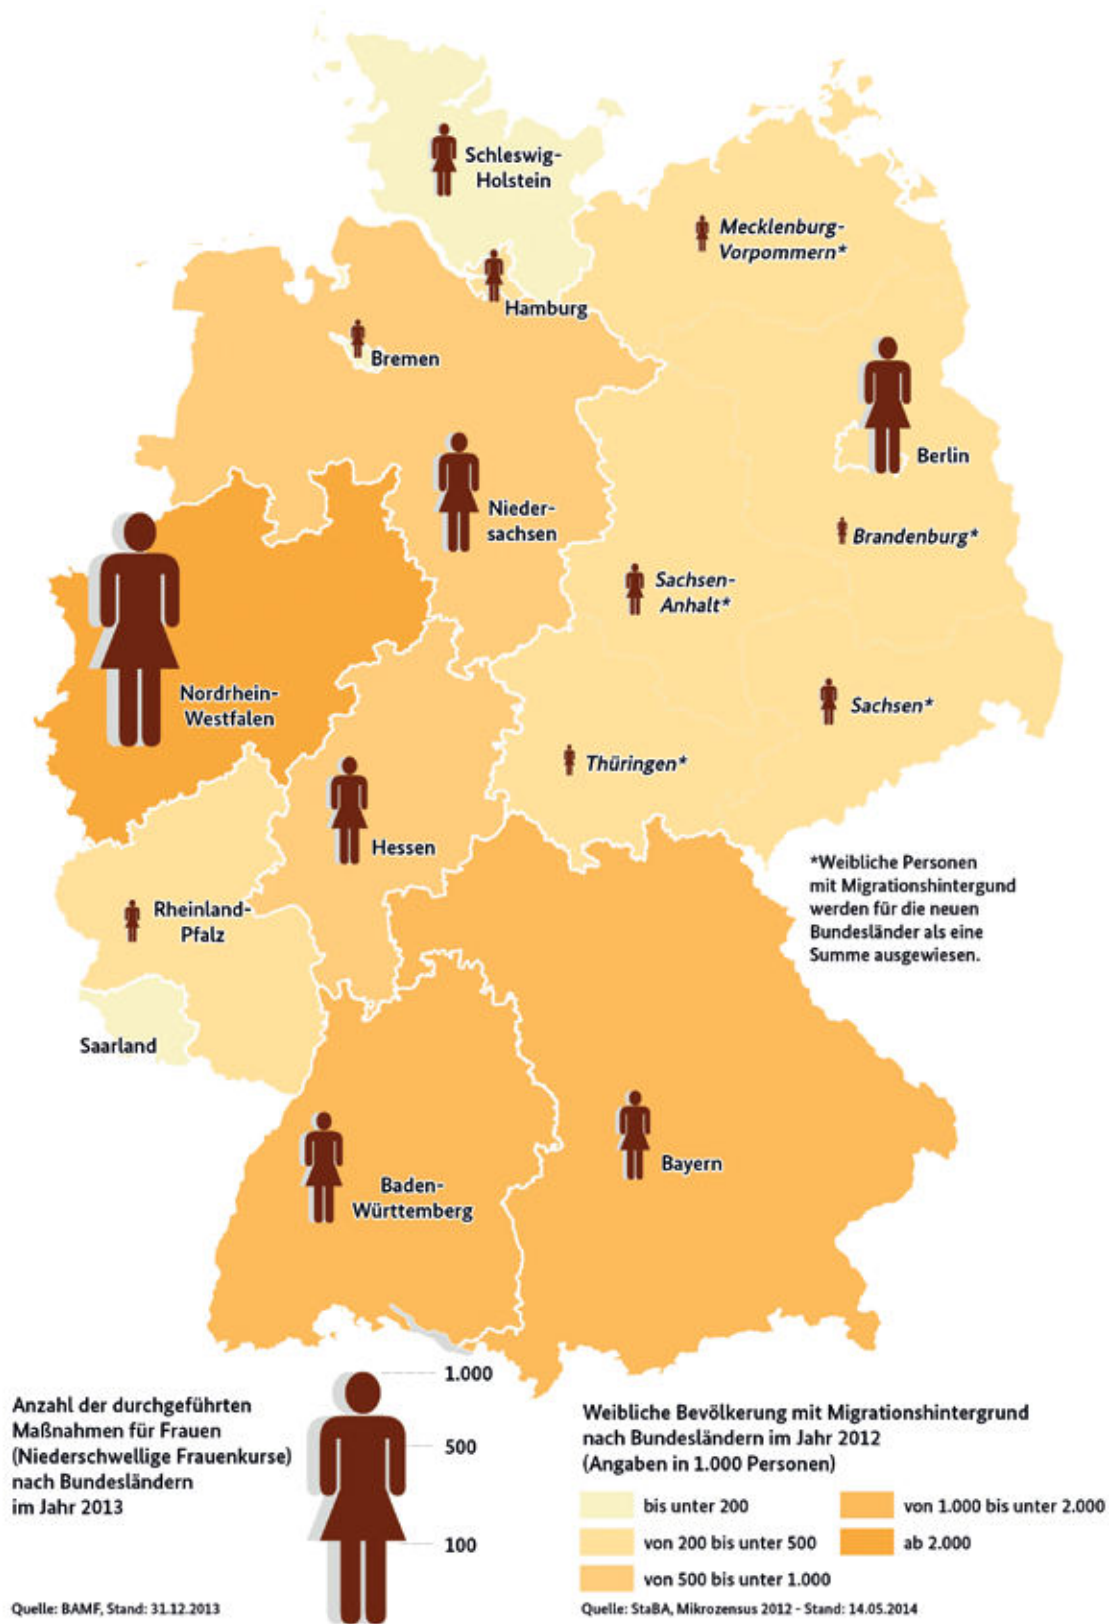 Schleswig-
Holstein
Mecklenburg-
Vorpommern*
Hamburg
Bremen
Berlin
Nieder-
sachsen
Brandenburg*
Sachsen-
Anhalt*
Nordrhein-
Westfalen
Sachsen*
Thüringen*
Hessen
*Weibliche Personen
mit Migrationshintergund
werden für die neuen
Bundesländer als eine
Summe ausgewiesen.
Rheinland-
Pfalz
Saarland
Bayern
Baden-
Württemberg
Anzahl der durchgeführten
Maßnahmen für Frauen
(Niederschwellige Frauenkurse)
nach Bundesländern
im Jahr 2013
1.000
500
100
Quelle: BAMF, Stand: 31.12.2013
Weibliche Bevölkerung mit Migrationshintergrund
nach Bundesländern im Jahr 2012
(Angaben in 1.000 Personen)
bis unter 200
von 200 bis unter 500
von 500 bis unter 1.000
von 1.000 bis unter 2.000
ab 2.000
Quelle: StaBA, Mikrozensus 2012 - Stand: 14.05.2014